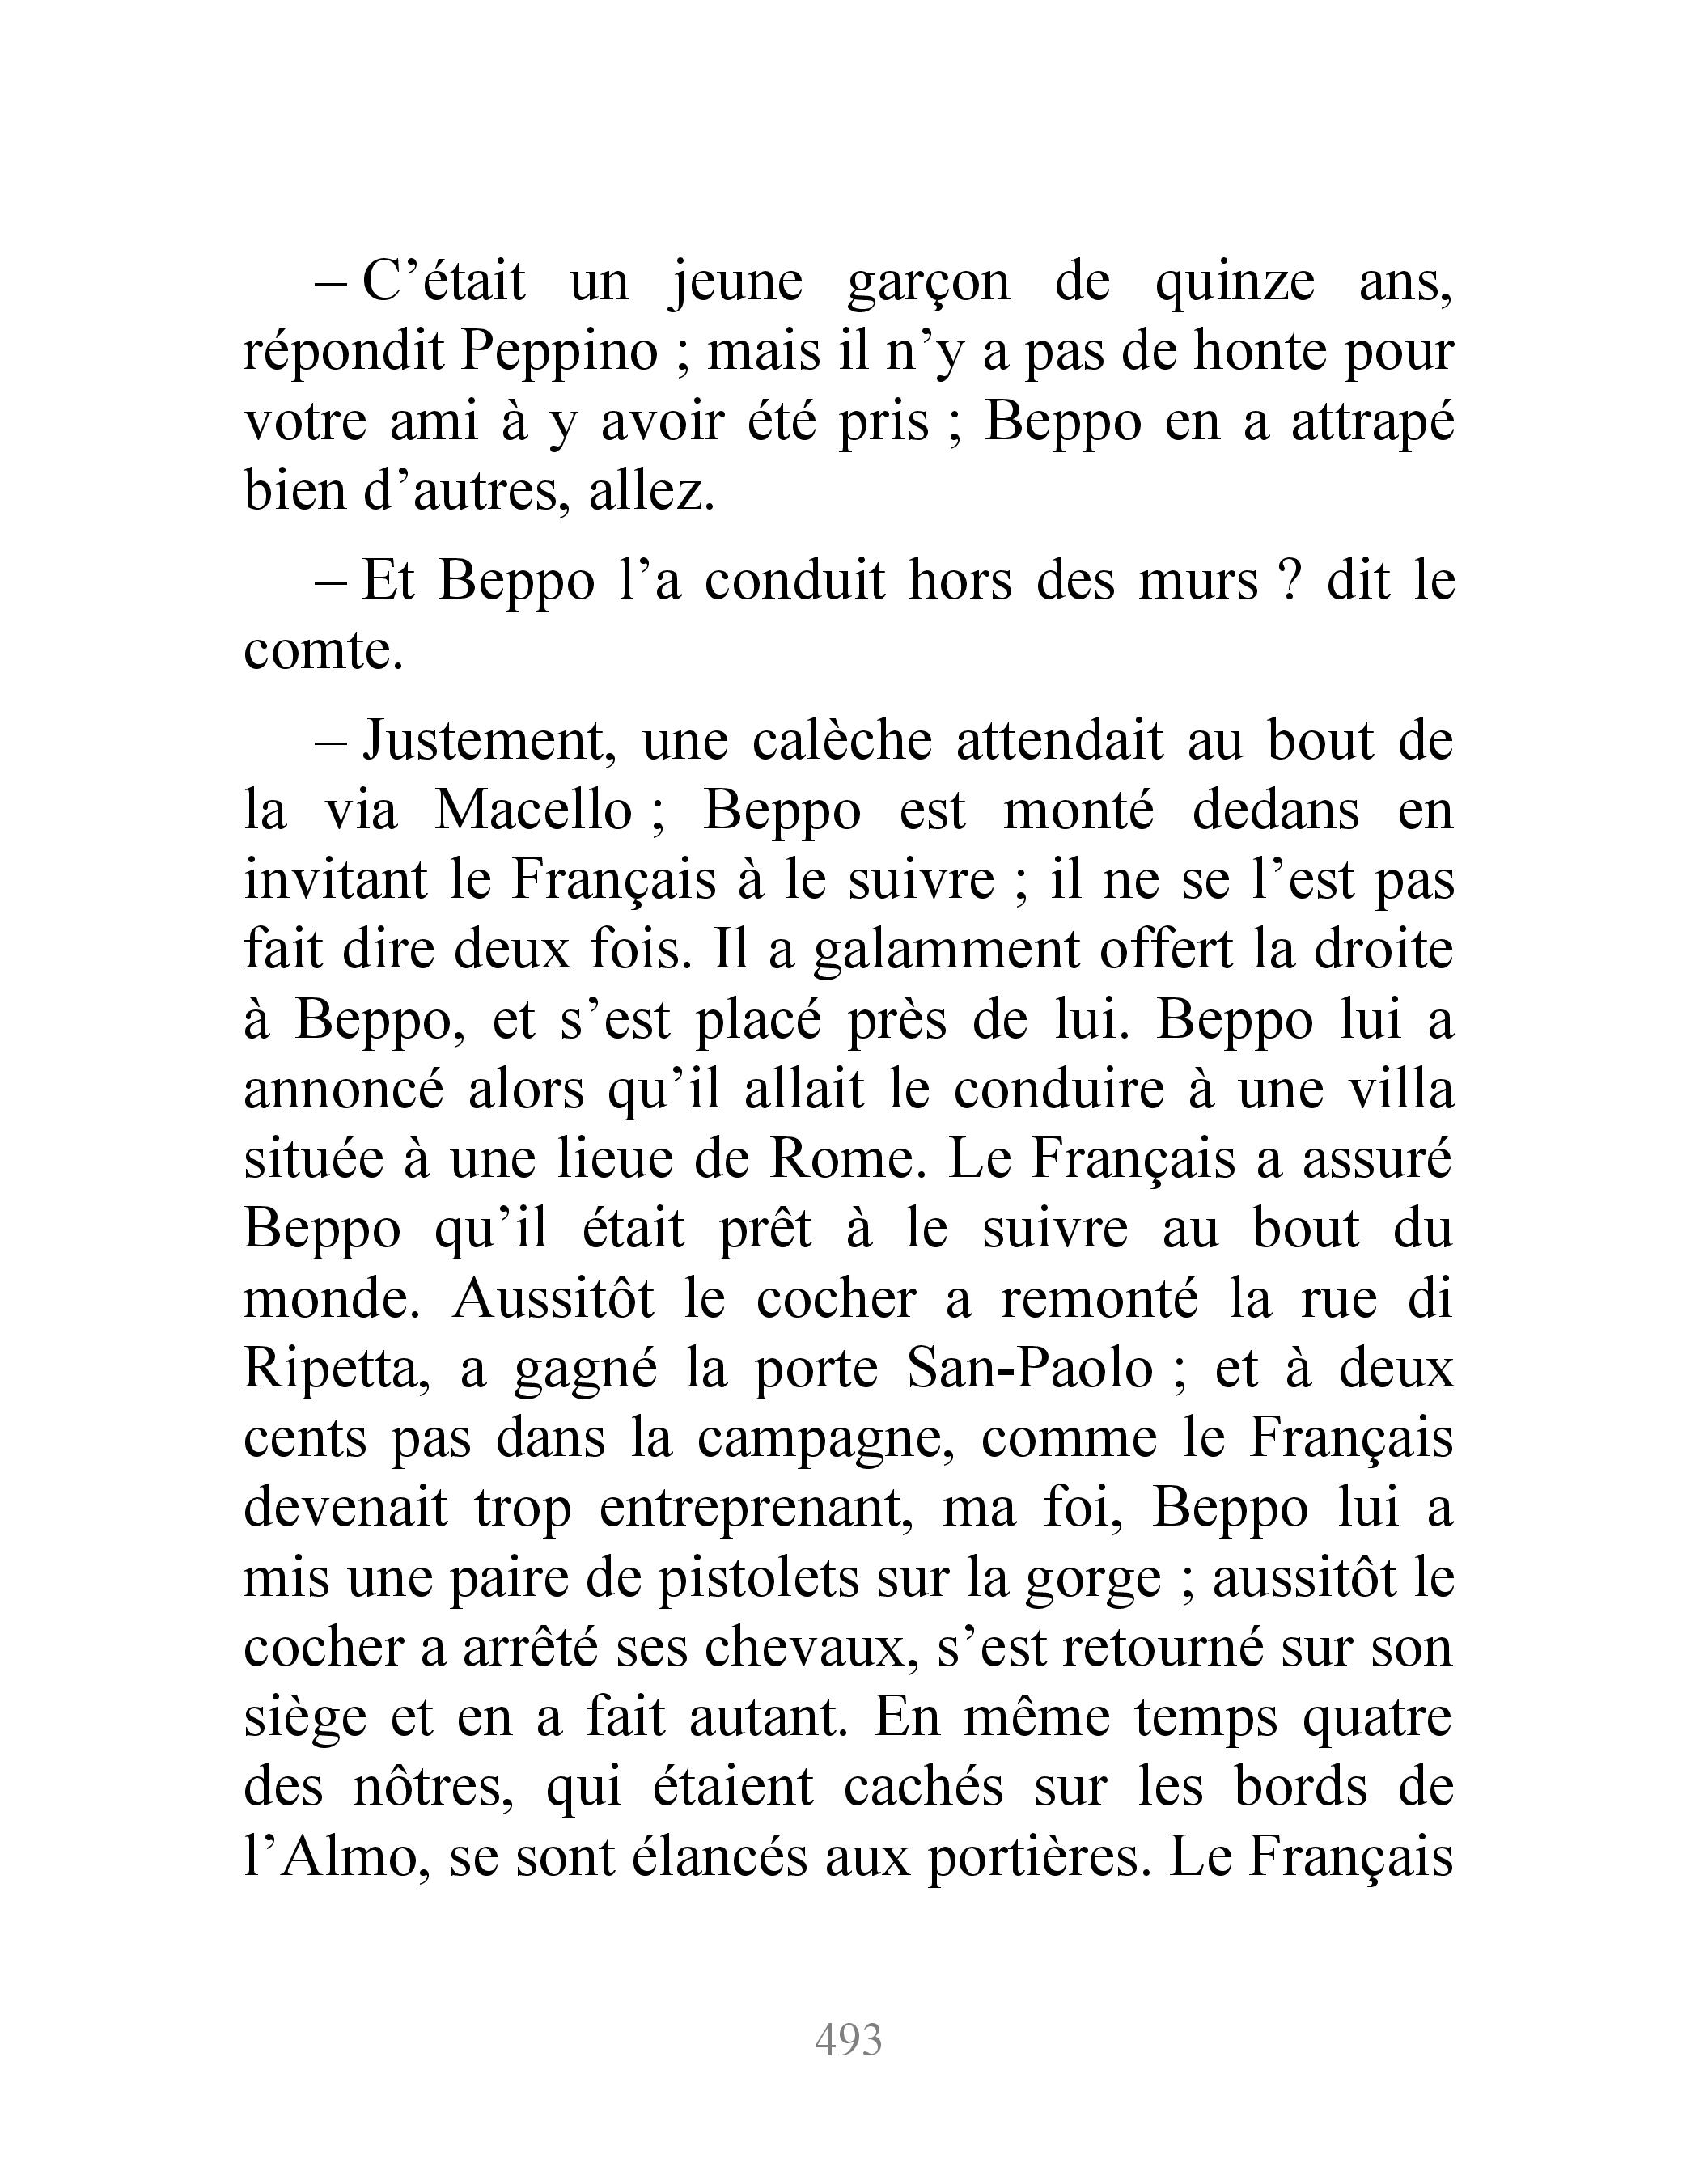 – C’était un jeune garçon de quinze ans,
répondit Peppino ; mais il n’y a pas de honte pour
votre ami à y avoir été pris ; Beppo en a attrapé
bien d’autres, allez.
– Et Beppo l’a conduit hors des murs ? dit le
comte.
– Justement, une calèche attendait au bout de
la via Macello ; Beppo est monté dedans en
invitant le Français à le suivre ; il ne se l’est pas
fait dire deux fois. Il a galamment offert la droite
à Beppo, et s’est placé près de lui. Beppo lui a
annoncé alors qu’il allait le conduire à une villa
située à une lieue de Rome. Le Français a assuré
Beppo qu’il était prêt à le suivre au bout du
monde. Aussitôt le cocher a remonté la rue di
Ripetta, a gagné la porte San-Paolo ; et à deux
cents pas dans la campagne, comme le Français
devenait trop entreprenant, ma foi, Beppo lui a
mis une paire de pistolets sur la gorge ; aussitôt le
cocher a arrêté ses chevaux, s’est retourné sur son
siège et en a fait autant. En même temps quatre
des nôtres, qui étaient cachés sur les bords de
l’Almo, se sont élancés aux portières. Le Français
493